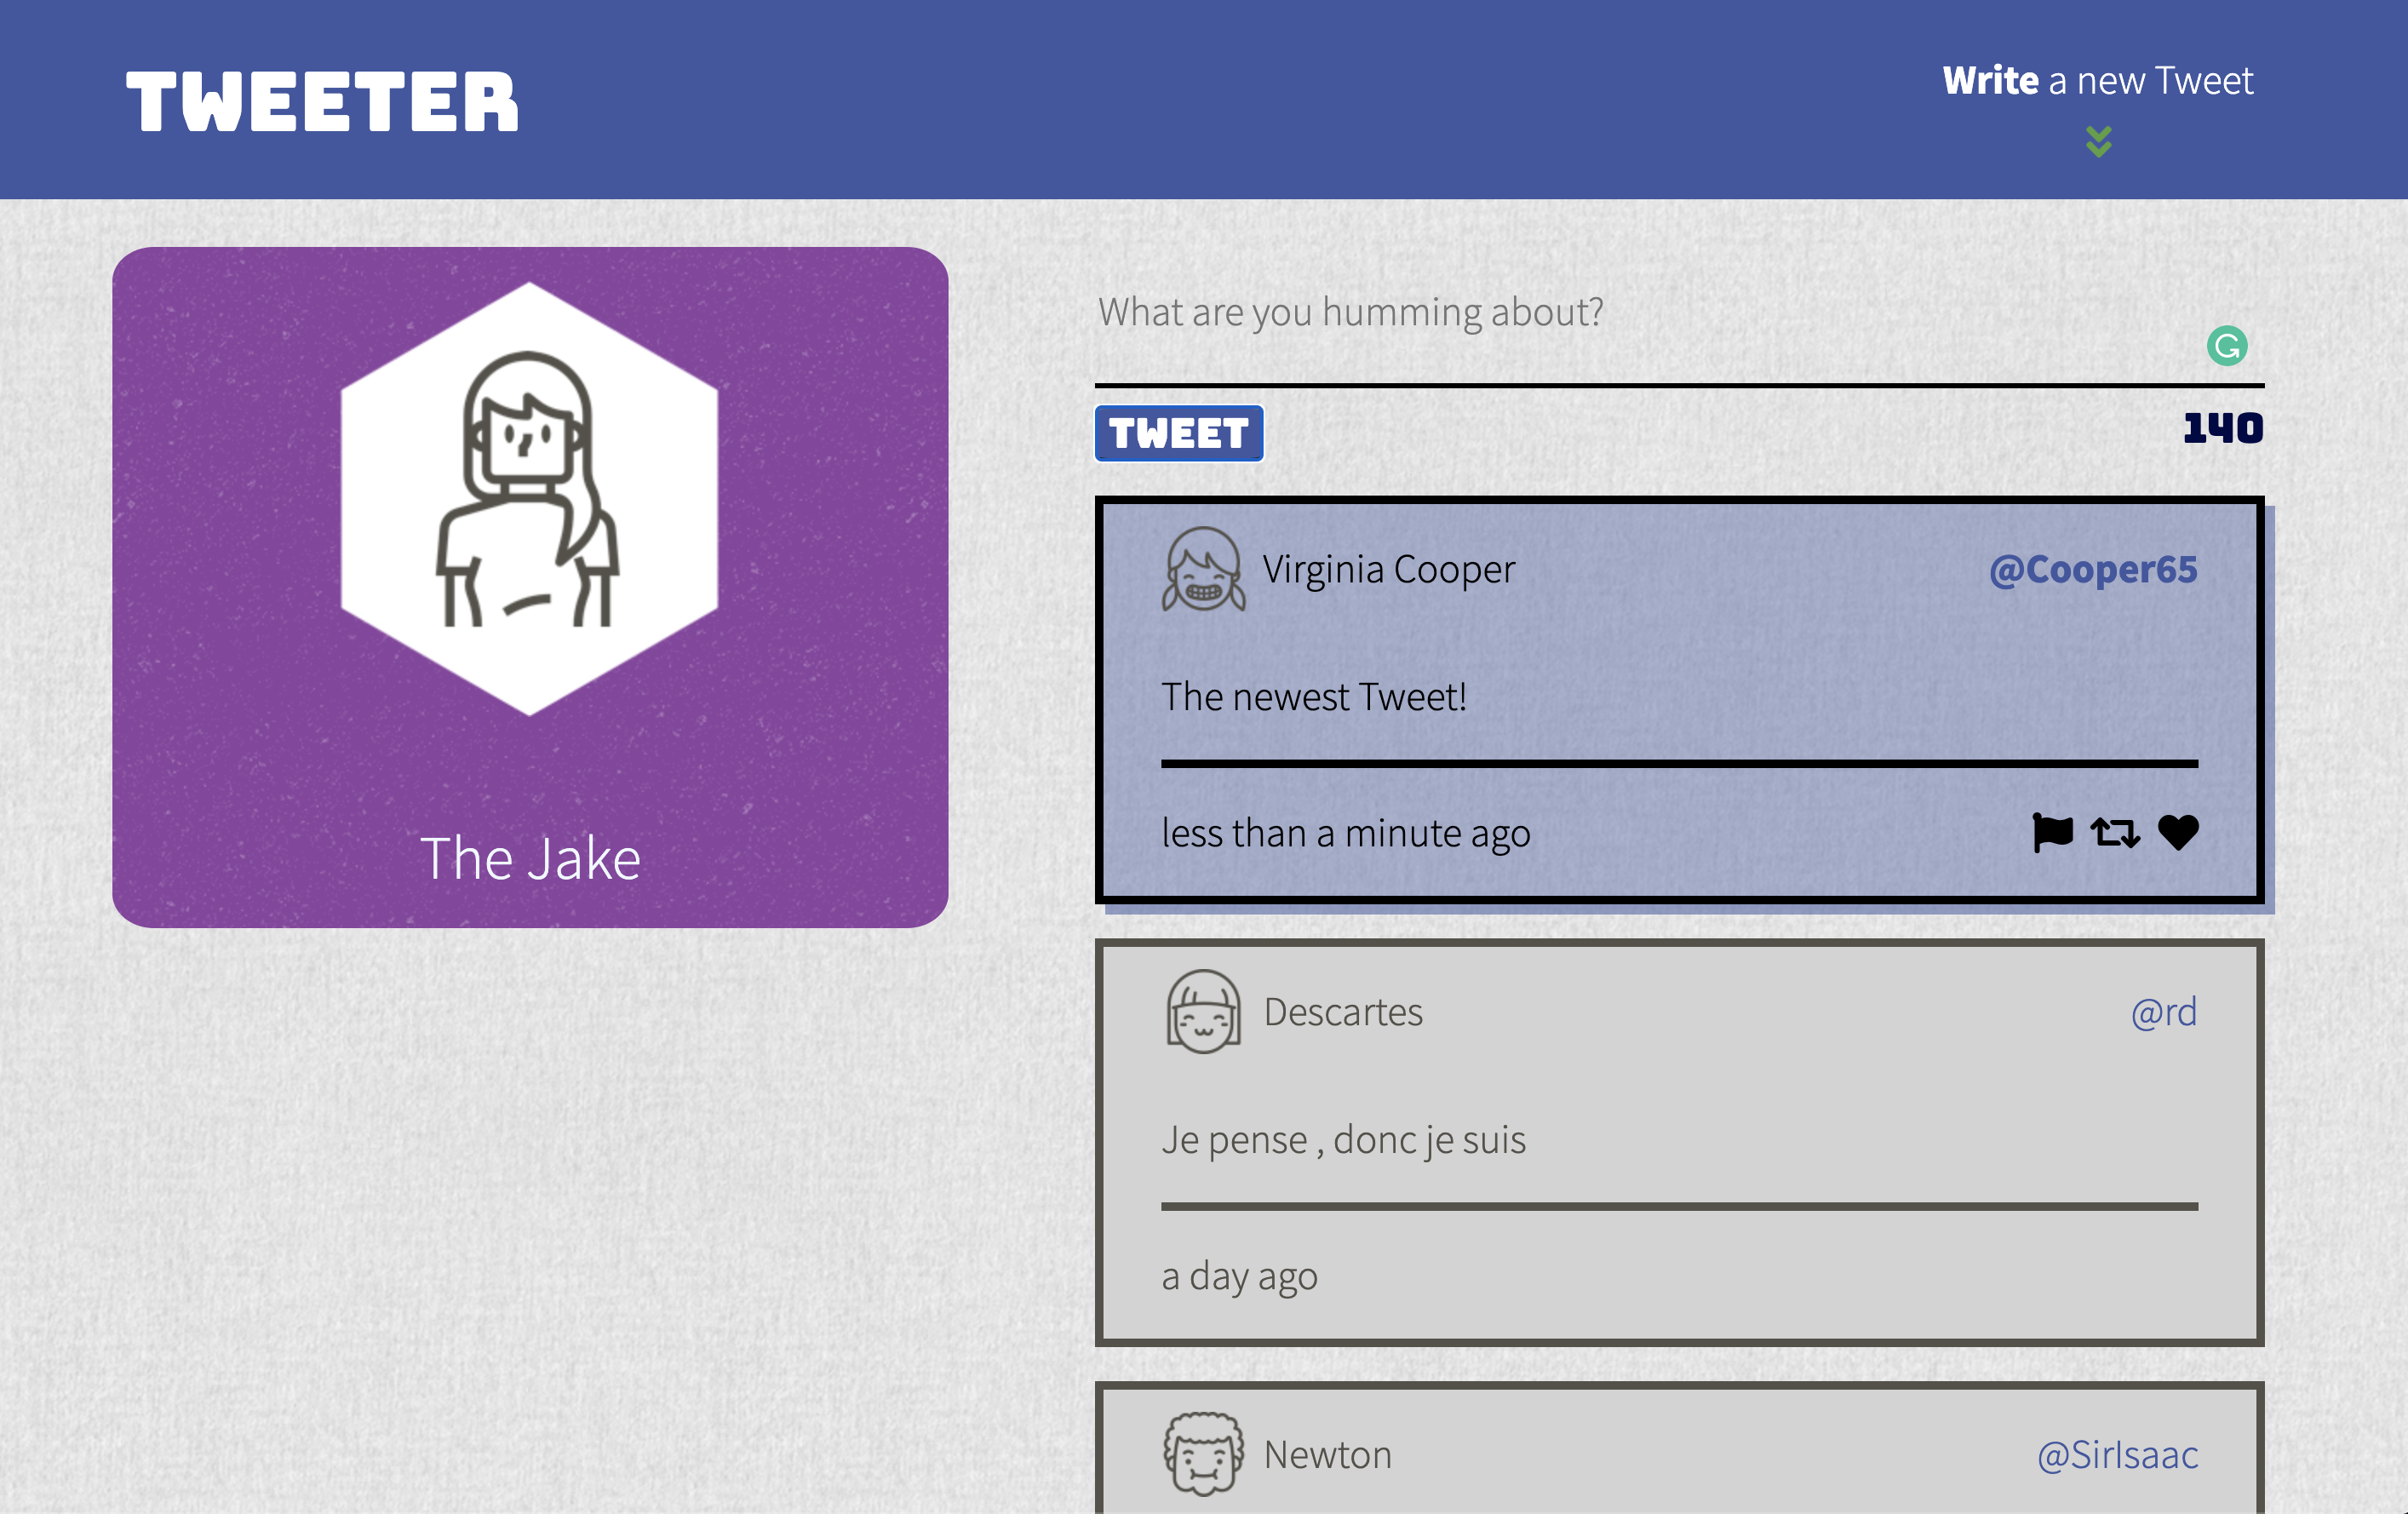 TWEETER
Write a new Tweet
The Jake
What are you humming about?
TWEET
140
Virginia Cooper
@Cooper65
The newest Tweet!
less than a minute ago
Descartes
@rd
Je pense , donc je suis
a day ago
Newton
@SirIsaac